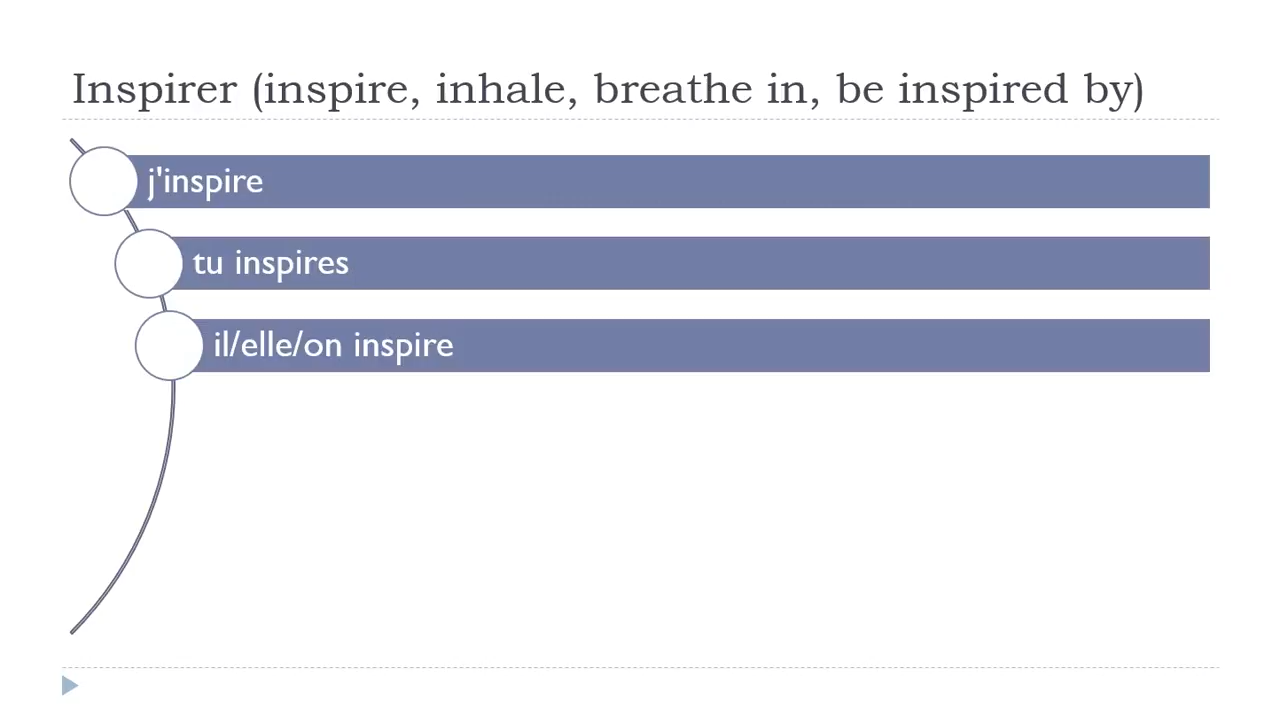 Inspirer (inspire, inhale, breathe in, be inspired by)
j'inspire
tu inspires
il/elle/on inspire